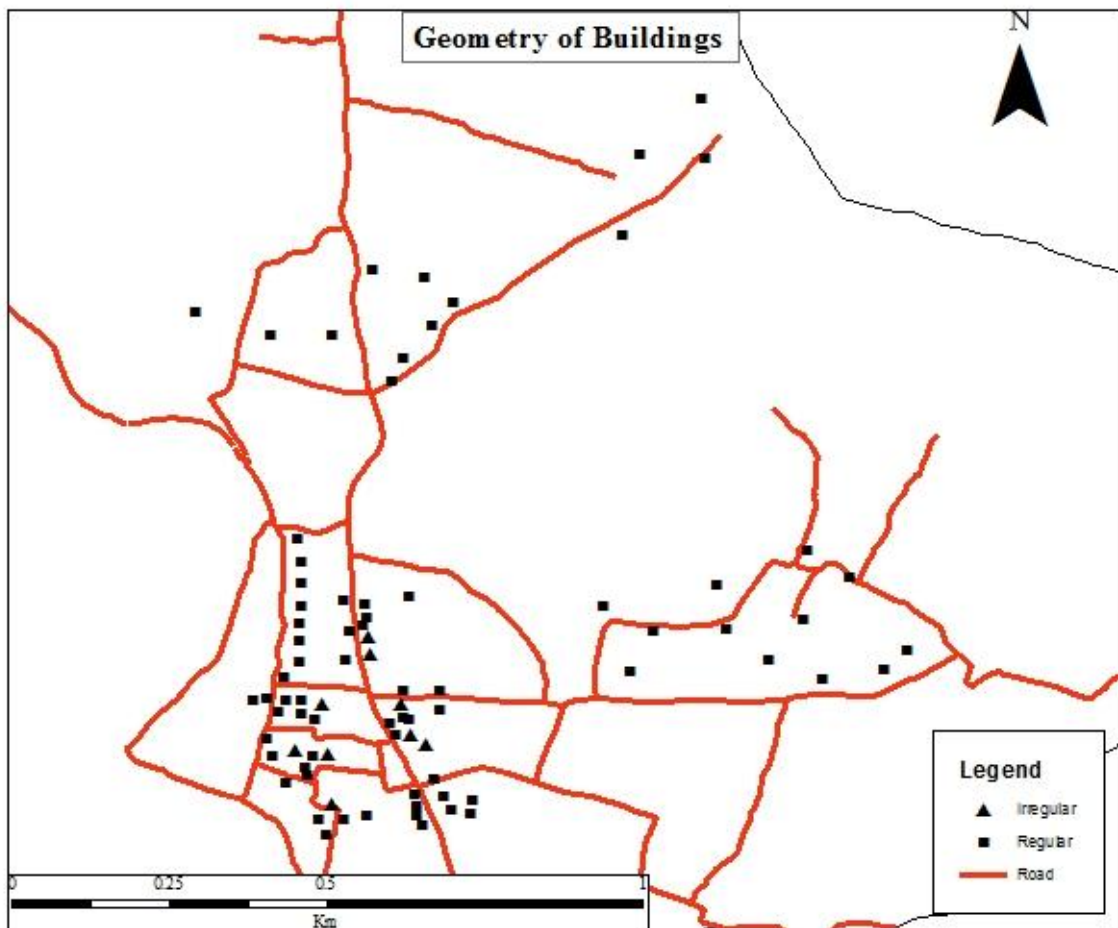 Geometry of Buildings
N
Legend
Irregular
Regular
Road
0 0.25 0.5 1
Km